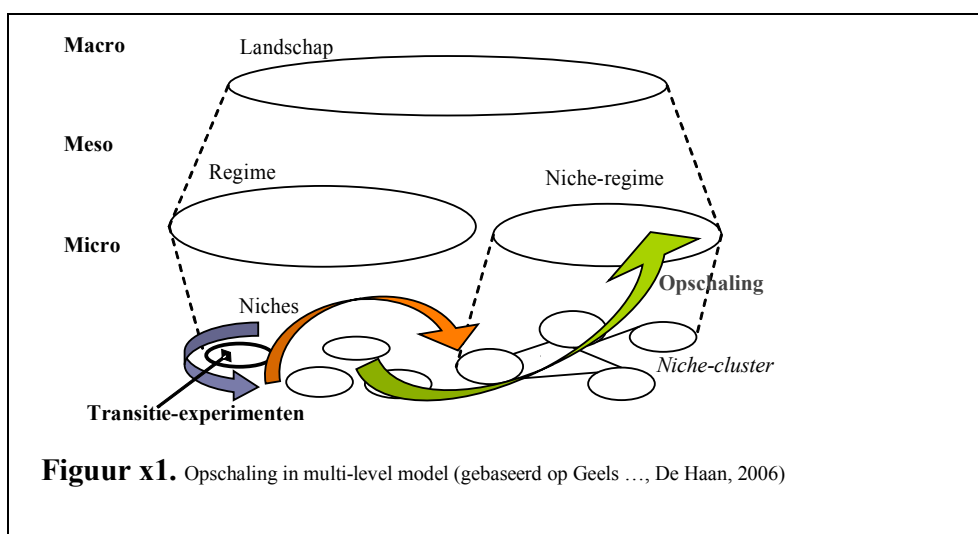 Macro
Landschap
Meso
Regime
Niche-regime
Micro
Opschaling
Niches
Niche-cluster
Transitie-experimenten
Figuur x1. Opschaling in multi-level model (gebaseerd op Geels …, De Haan, 2006)